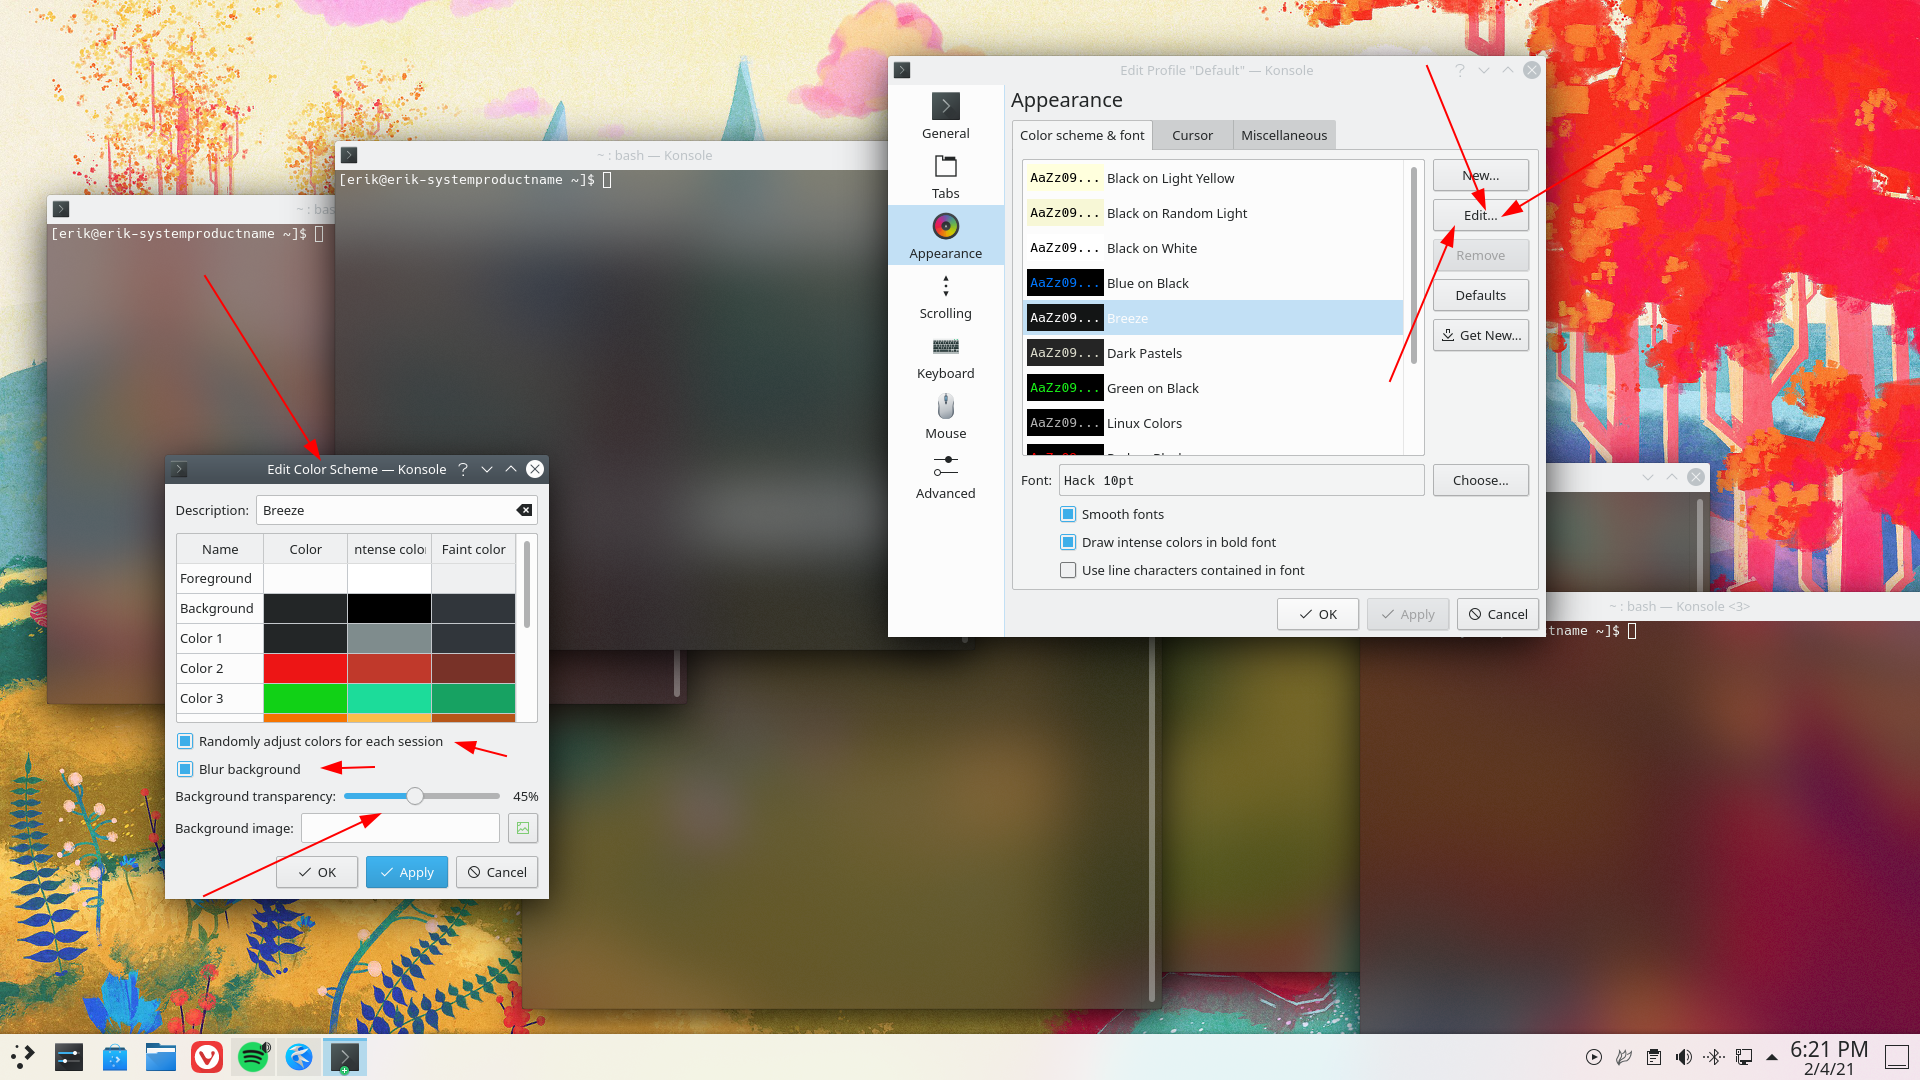 Edit Profile "Default" — Konsole
Appearance
General
Tabs
Appearance
Scrolling
Keyboard
Mouse
Advanced
Color scheme & font
Cursor
Miscellaneous
AaZz09... Black on Light Yellow
AaZz09... Black on Random Light
AaZz09... Black on White
AaZz09... Blue on Black
AaZz09... Breeze
AaZz09... Dark Pastels
AaZz09... Green on Black
AaZz09... Linux Colors
New...
Edit...
Remove
Defaults
Get New...
Font: Hack 10pt
Choose...
Smooth fonts
Draw intense colors in bold font
Use line characters contained in font
OK
Apply
Cancel
~ : bash — Konsole
[erik@erik-systemproductname ~]$
~ : bas
[erik@erik-systemproductname ~]$
Edit Color Scheme — Konsole
Description: Breeze
Name Color ntense color Faint color
Foreground
Background
Color 1
Color 2
Color 3
Randomly adjust colors for each session
Blur background
Background transparency: 45%
Background image:
OK
Apply
Cancel
~ : bash — Konsole <3>
tname ~]$
6:21 PM
2/4/21